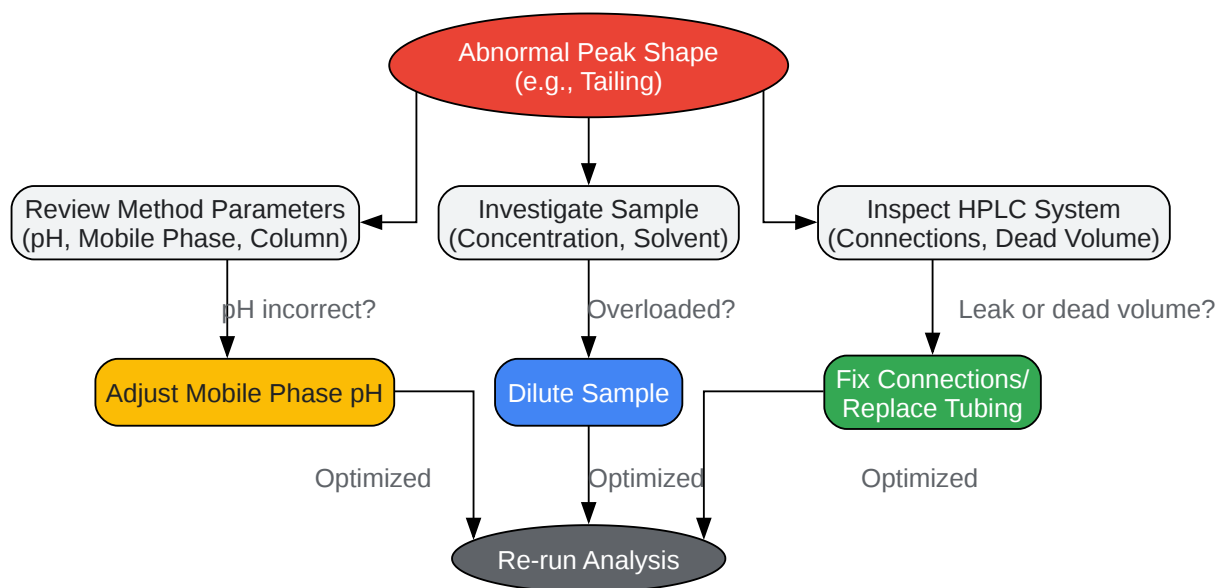 Abnormal Peak Shape
(e.g., Tailing)
Review Method Parameters
(pH, Mobile Phase, Column)
Investigate Sample
(Concentration, Solvent)
Inspect HPLC System
(Connections, Dead Volume)
pH incorrect?
Overloaded?
Leak or dead volume?
Adjust Mobile Phase pH
Dilute Sample
Fix Connections/
Replace Tubing
Optimized
Optimized
Optimized
Re-run Analysis